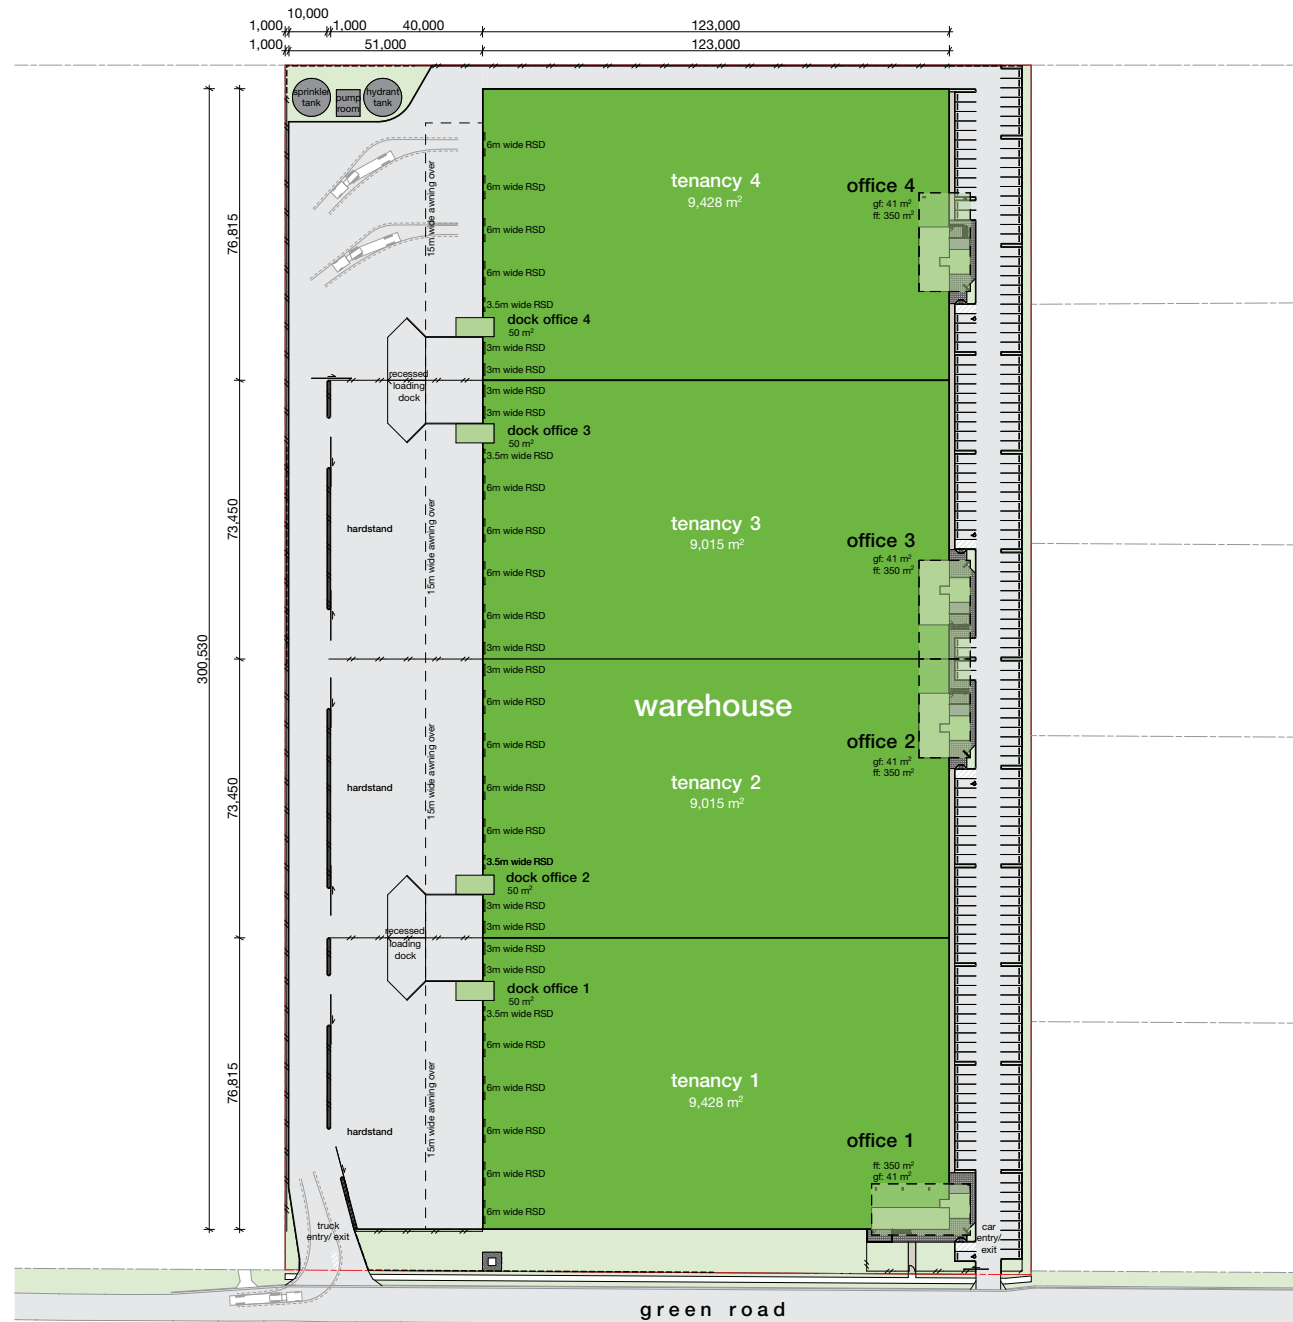 10,000
1,000
1,000
40,000
123,000
1,000
51,000
123,000
sprinkler
tank
pump
room
hydrant
tank
76,815
73,450
300,530
73,450
76,815
15m wide awning over
6m wide RSD
6m wide RSD
6m wide RSD
6m wide RSD
3.5m wide RSD
tenancy 4
9,428 m²
office 4
gf: 41 m²
ff: 350 m²
dock office 4
50 m²
3m wide RSD
3m wide RSD
recessed
loading
dock
3m wide RSD
3m wide RSD
dock office 3
50 m²
3.5m wide RSD
6m wide RSD
6m wide RSD
6m wide RSD
6m wide RSD
3m wide RSD
hardstand
15m wide awning over
tenancy 3
9,015 m²
office 3
gf: 41 m²
ff: 350 m²
3m wide RSD
6m wide RSD
6m wide RSD
6m wide RSD
6m wide RSD
3.5m wide RSD
warehouse
office 2
gf: 41 m²
ff: 350 m²
tenancy 2
9,015 m²
hardstand
15m wide awning over
dock office 2
50 m²
3m wide RSD
3m wide RSD
recessed
loading
dock
3m wide RSD
3m wide RSD
dock office 1
50 m²
3.5m wide RSD
6m wide RSD
6m wide RSD
6m wide RSD
6m wide RSD
6m wide RSD
tenancy 1
9,428 m²
hardstand
15m wide awning over
office 1
ff: 350 m²
gf: 41 m²
truck
entry/ exit
car
entry/
exit
green road